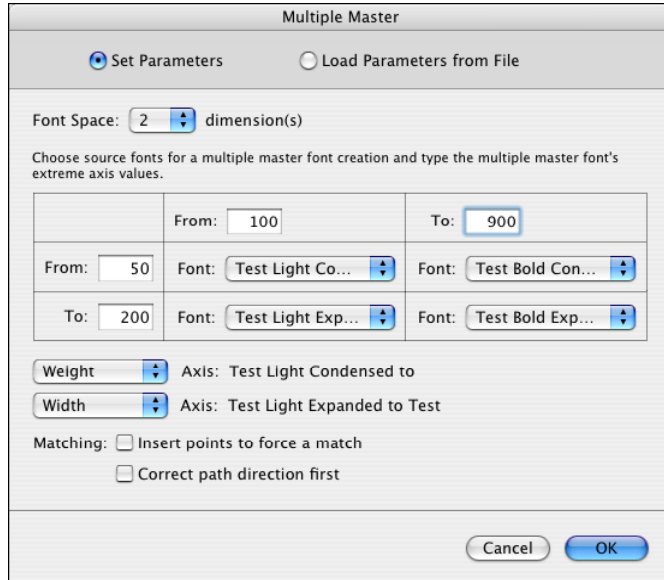 Multiple Master
Set Parameters Load Parameters from File
Font Space: 2 dimension(s)
Choose source fonts for a multiple master font creation and type the multiple master font's
extreme axis values.
From: 100 To: 900
From: 50 Font: Test Light Co... Font: Test Bold Con...
To: 200 Font: Test Light Exp... Font: Test Bold Exp...
Weight Axis: Test Light Condensed to
Width Axis: Test Light Expanded to Test
Matching: Insert points to force a match
Correct path direction first
Cancel OK